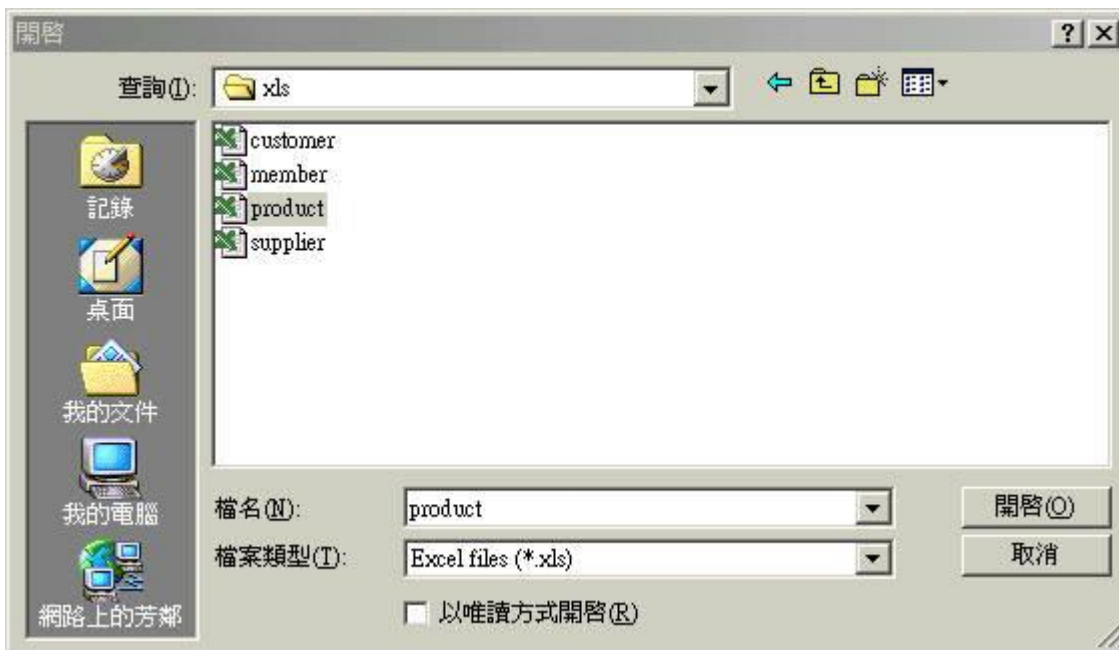 開啓
?
查詢(I):
xls
customer
member
product
supplier
記錄
桌面
我的文件
我的電腦
網路上的芳鄰
檔名(N):
product
開啓(O)
檔案類型(T):
Excel files (*.xls)
取消
以唯讀方式開啓(R)